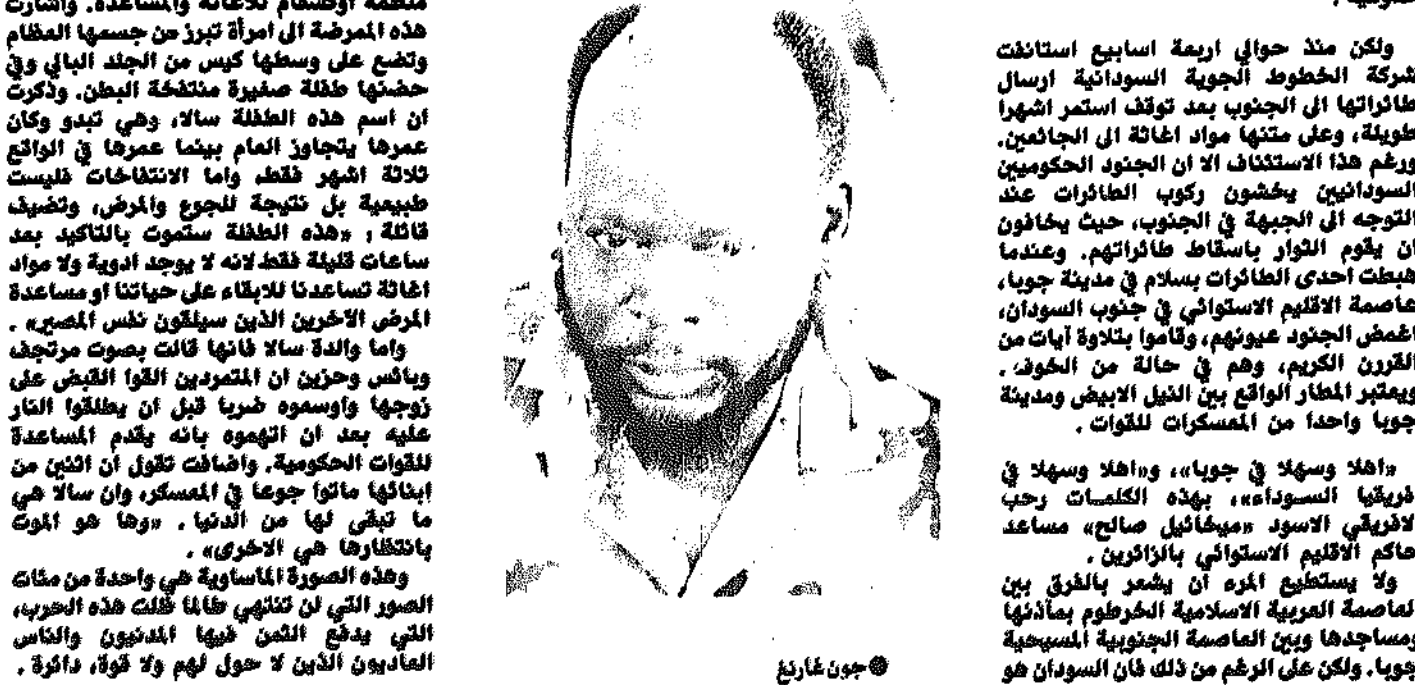 ولكن منذ حوالي اربعة اسابيع استانفت
شركة الخطوط الجوية السودانية ارسال
طائراتها الى الجنوب بعد توقف استمر اشهرا
طويلة، وعلى متنها مواد اغاثة الى الجائعين.
ورغم هذا الاستئناف الا ان الجنود الحكوميين
السودانيين يخشون ركوب الطائرات عند
التوجه الى الجبهة في الجنوب، حيث يخافون
ان يقوم الثوار باسقاط طائراتهم. وعندما
هبطت احدى الطائرات بسلام في مدينة جوبا،
عاصمة الاقليم الاستوائي في جنوب السودان،
اغمض الجنود عيونهم، وقاموا بتلاوة آيات من
القررن الكريم، وهم في حالة من الخوف.
ويعتبر المطار الواقع بين النيل الابيض ومدينة
جوبا واحدا من المعسكرات للقوات.
«اهلا وسهلا في جوبا»، و«اهلا وسهلا في
فريقيا السوداء»، بهذه الكلمات رحب
لافريقي الاسود «ميخائيل صالح» مساعد
حاكم الاقليم الاستوائي بالزائرين.
ولا يستطيع المرء ان يشعر بالفرق بين
لعاصمة العربية الاسلامية الخرطوم بمآذنها
ومساجدها وبين العاصمة الجنوبية المسيحية
جوبا. ولكن على الرغم من ذلك فان السودان هو
جون غارنغ
منظمة اوكسفام للاغاثة والمساعدة. واشارت
هذه الممرضة الى امرأة تبرز من جسمها العظام
وتضع على وسطها كيس من الجلد البالي وفي
حضنها طفلة صغيرة منتفخة البطن. وذكرت
ان اسم هذه الطفلة سالا، وهي تبدو وكان
عمرها يتجاوز العام بينما عمرها في الواقع
ثلاثة اشهر فقط. واما الانتفاخات فليست
طبيعية بل نتيجة للجوع والمرض، وتضيف
قائلة: «هذه الطفلة ستموت بالتاكيد بعد
ساعات قليلة فقط لانه لا يوجد ادوية ولا مواد
اغاثة تساعدنا للابقاء على حياتنا او مساعدة
المرضى الآخرين الذين سيلقون نفس المصير».
واما والدة سالا فانها قالت بصوت مرتجف
وبائس وحزين ان المتمردين القوا القبض على
زوجها واوسعوه ضربا قبل ان يطلقوا النار
عليه بعد ان اتهموه بانه يقدم المساعدة
للقوات الحكومية. واضافت تقول ان اثنين من
ابنائها ماتوا جوعا في المعسكر، وان سالا هي
ما تبقى لها من الدنيا. «وها هو الموت
بانتظارها هي الاخرى».
وهذه الصورة الماساوية هي واحدة من مئات
الصور التي لن تنتهي طالما ظلت هذه الحرب،
التي يدفع الثمن فيها المدنيون والناس
العاديون الذين لا حول لهم ولا قوة، دائرة.